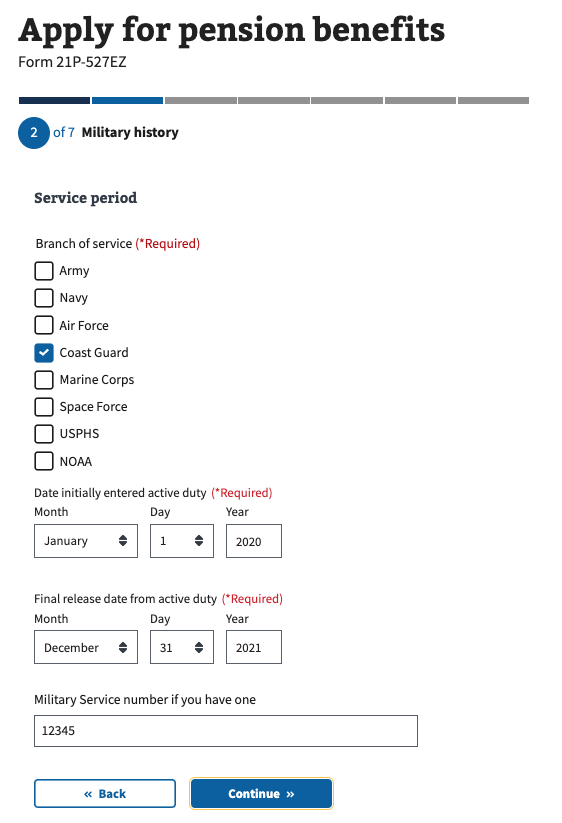 Apply for pension benefits
Form 21P-527EZ
2 of 7 Military history
Service period
Branch of service (*Required)
Army
Navy
Air Force
Coast Guard
Marine Corps
Space Force
USPHS
NOAA
Date initially entered active duty (*Required)
Month Day Year
January 1 2020
Final release date from active duty (*Required)
Month Day Year
December 31 2021
Military Service number if you have one
12345
« Back Continue »